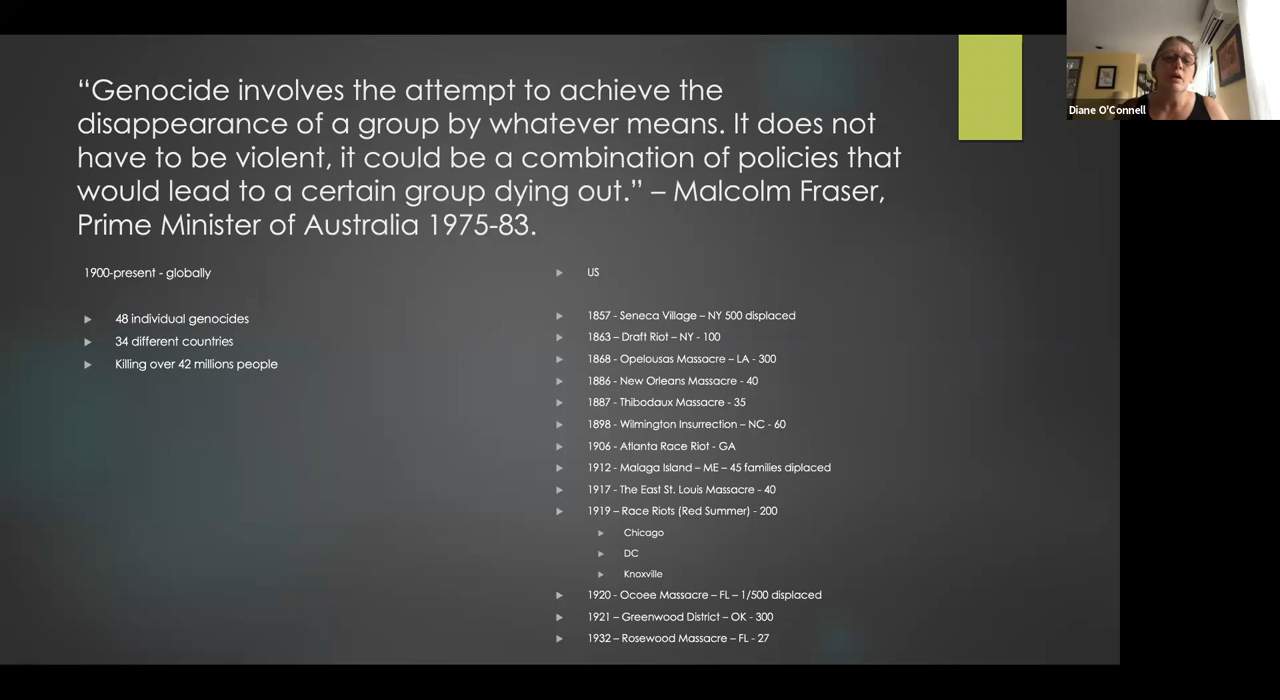 “Genocide involves the attempt to achieve the
disappearance of a group by whatever means. It does not
have to be violent, it could be a combination of policies that
would lead to a certain group dying out.” – Malcolm Fraser,
Prime Minister of Australia 1975-83.
1900-present - globally
48 individual genocides
34 different countries
Killing over 42 millions people
US
1857 - Seneca Village – NY 500 displaced
1863 – Draft Riot – NY - 100
1868 - Opelousas Massacre – LA - 300
1886 - New Orleans Massacre - 40
1887 - Thibodaux Massacre - 35
1898 - Wilmington Insurrection – NC - 60
1906 - Atlanta Race Riot - GA
1912 - Malaga Island – ME – 45 families diplaced
1917 - The East St. Louis Massacre - 40
1919 – Race Riots (Red Summer) - 200
Chicago
DC
Knoxville
1920 - Ocoee Massacre – FL – 1/500 displaced
1921 – Greenwood District – OK - 300
1932 – Rosewood Massacre – FL - 27
Diane O'Connell